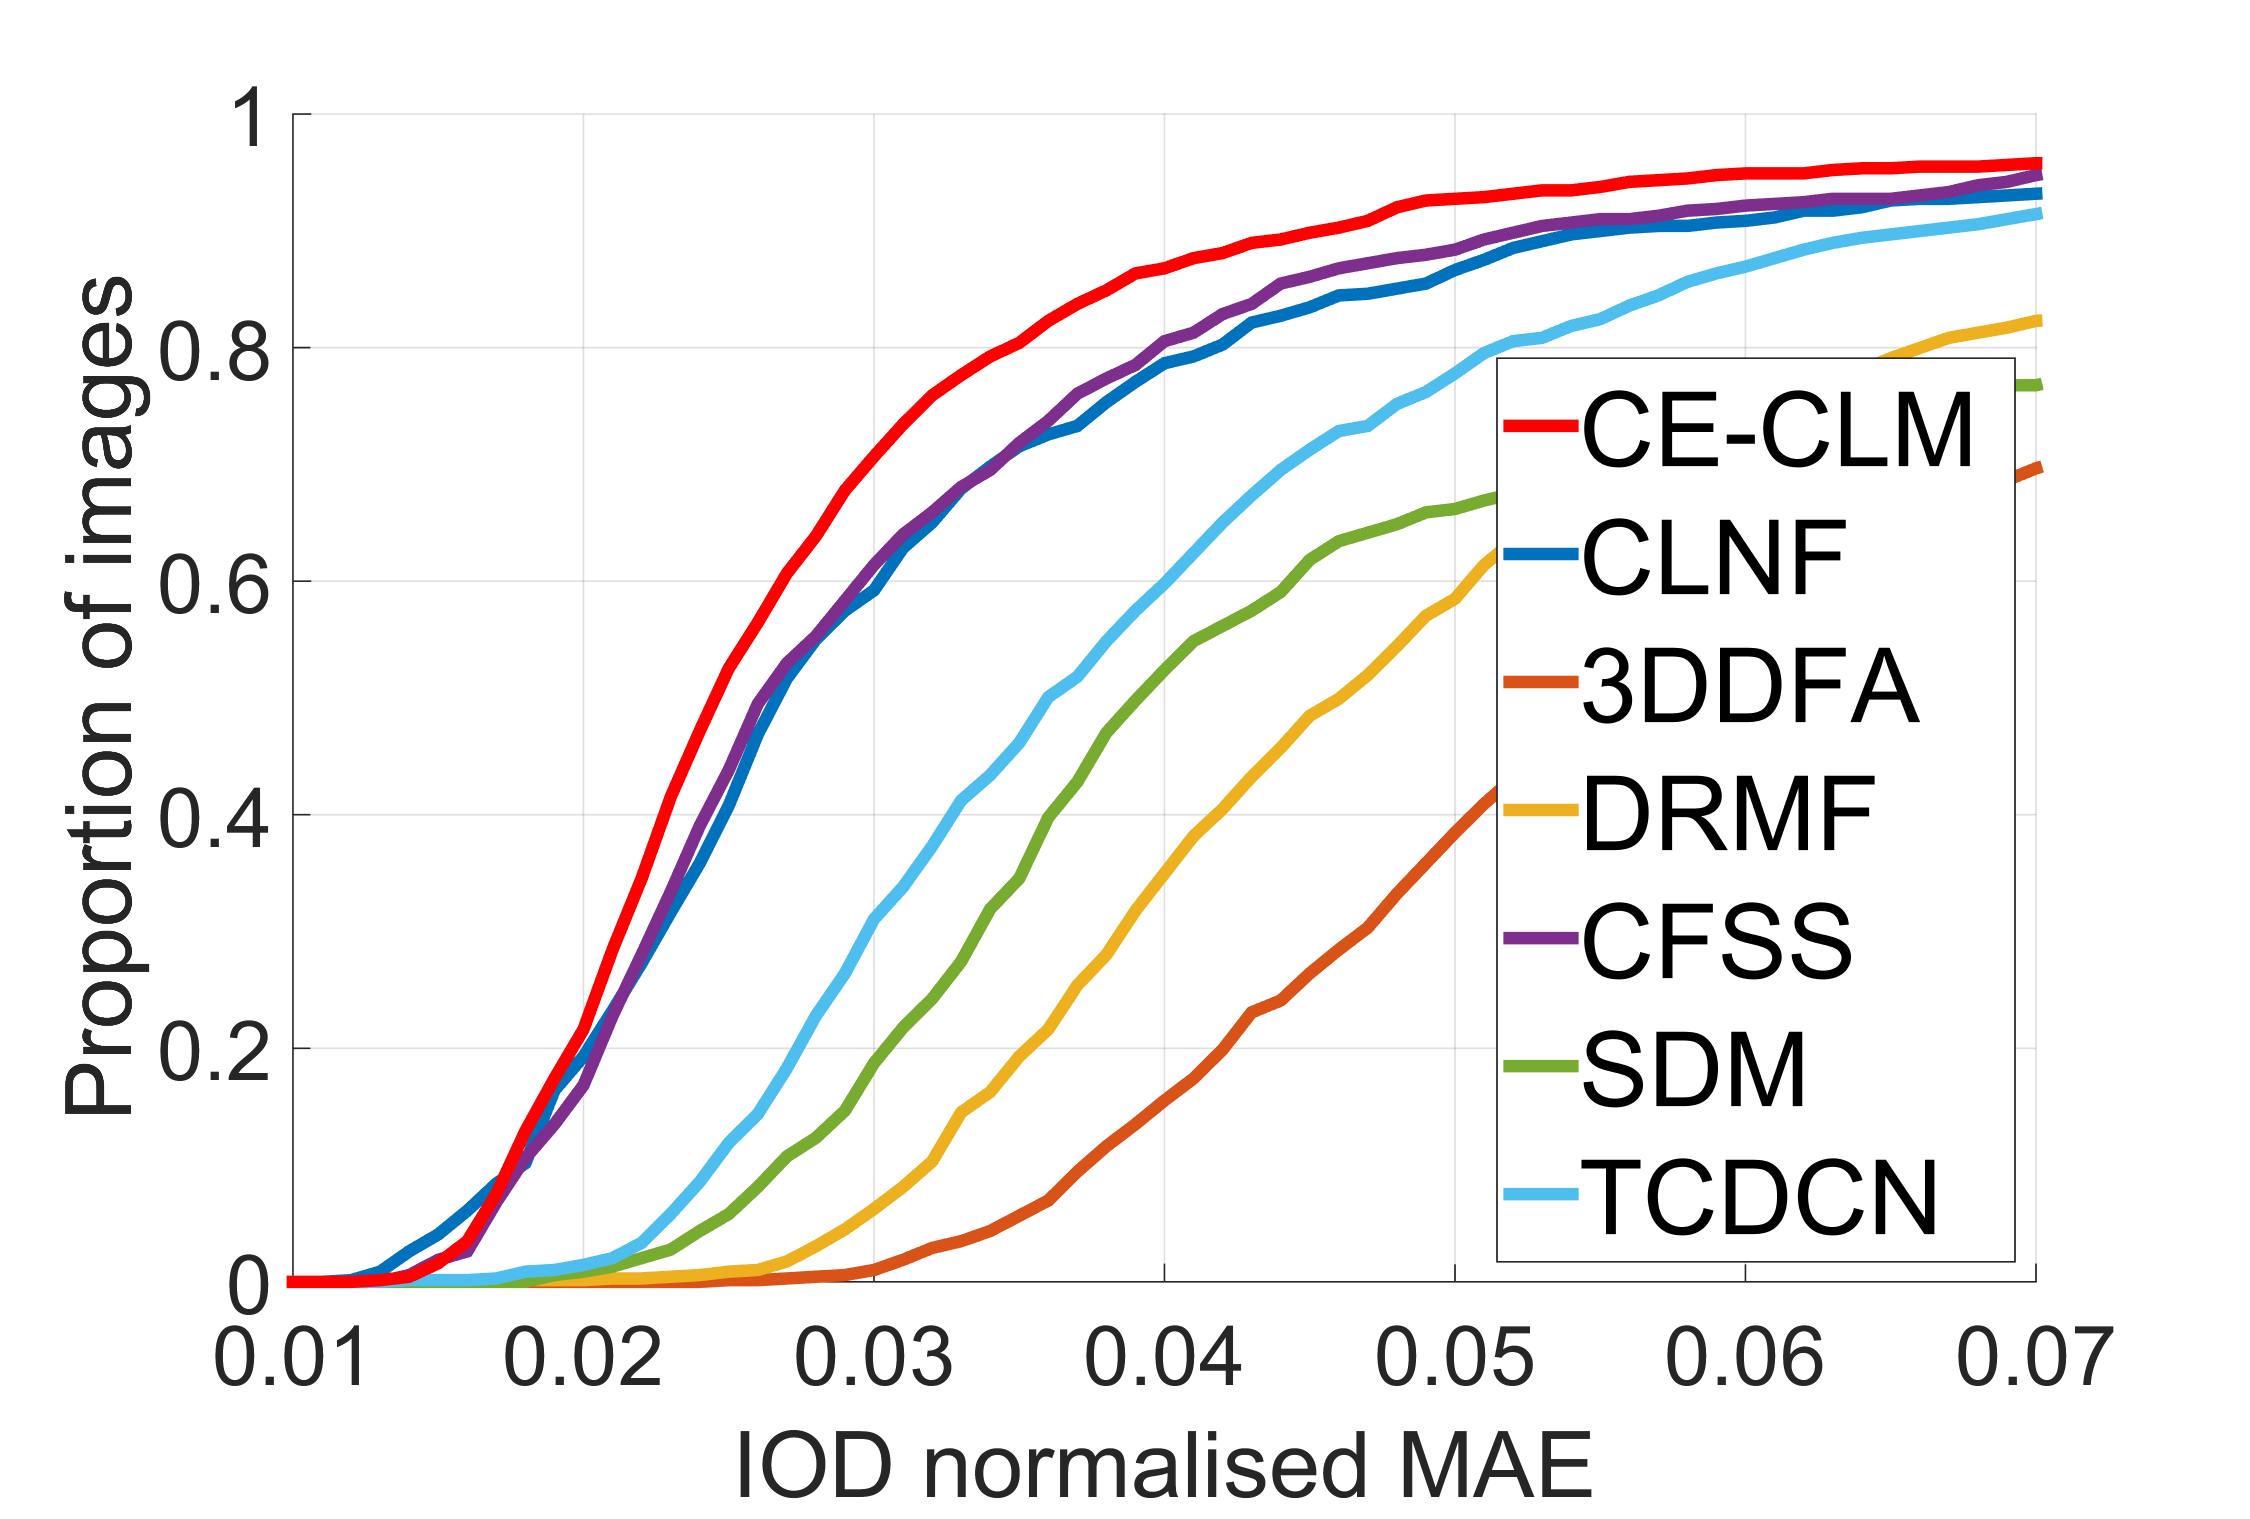 1
0.8
0.6
0.4
0.2
0
Proportion of images
CE-CLM
CLNF
3DDFA
DRMF
CFSS
SDM
TCDCN
0.01 0.02 0.03 0.04 0.05 0.06 0.07
IOD normalised MAE